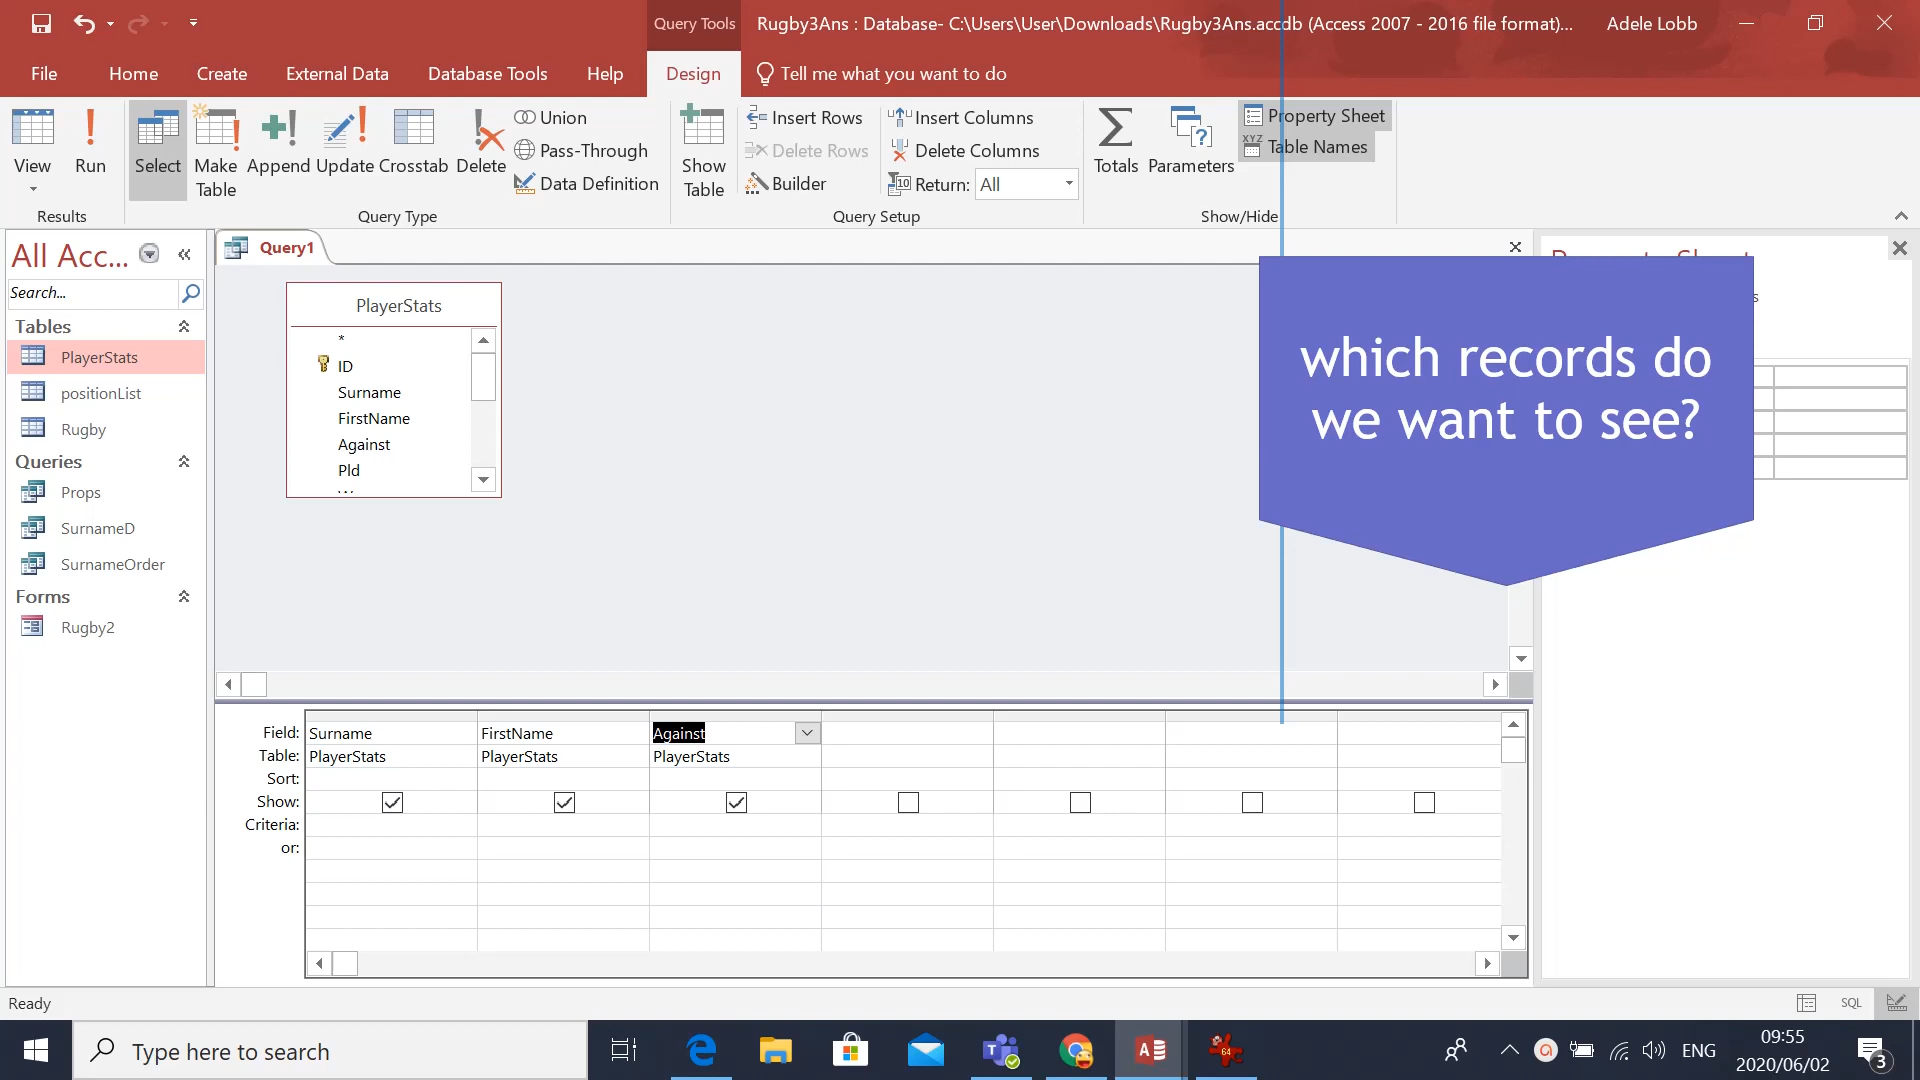 Query Tools
Rugby3Ans : Database- C:\Users\User\Downloads\Rugby3Ans.accdb (Access 2007 - 2016 file format)...
Adele Lobb
File
Home
Create
External Data
Database Tools
Help
Design
Tell me what you want to do
View
Run
Select
Make
Table
Append
Update
Crosstab
Delete
Union
Pass-Through
Data Definition
Show
Table
Insert Rows
Delete Rows
Builder
Insert Columns
Delete Columns
Return: All
Totals
Parameters
Property Sheet
Table Names
Results
Query Type
Query Setup
Show/Hide
All Acc...
Search...
Tables
PlayerStats
positionList
Rugby
Queries
Props
SurnameD
SurnameOrder
Forms
Rugby2
Query1
PlayerStats
*
ID
Surname
FirstName
Against
Pld
which records do
we want to see?
Field: Surname FirstName Against
Table: PlayerStats PlayerStats PlayerStats
Sort:
Show:
Criteria:
or:
Ready
SQL
Type here to search
64
ENG
09:55
2020/06/02
3